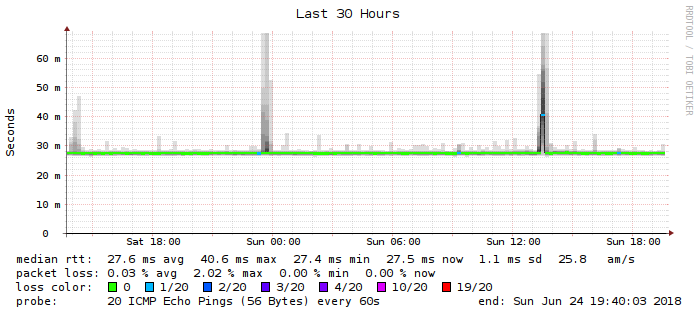 Last 30 Hours
RRDTOOL / TOBI OETIKER
Seconds
60 m
50 m
40 m
30 m
20 m
10 m
0
Sat 18:00 Sun 00:00 Sun 06:00 Sun 12:00 Sun 18:00
median rtt: 27.6 ms avg 40.6 ms max 27.4 ms min 27.5 ms now 1.1 ms sd 25.8 am/s
packet loss: 0.03 % avg 2.02 % max 0.00 % min 0.00 % now
loss color: 0 1/20 2/20 3/20 4/20 10/20 19/20
probe: 20 ICMP Echo Pings (56 Bytes) every 60s end: Sun Jun 24 19:40:03 2018